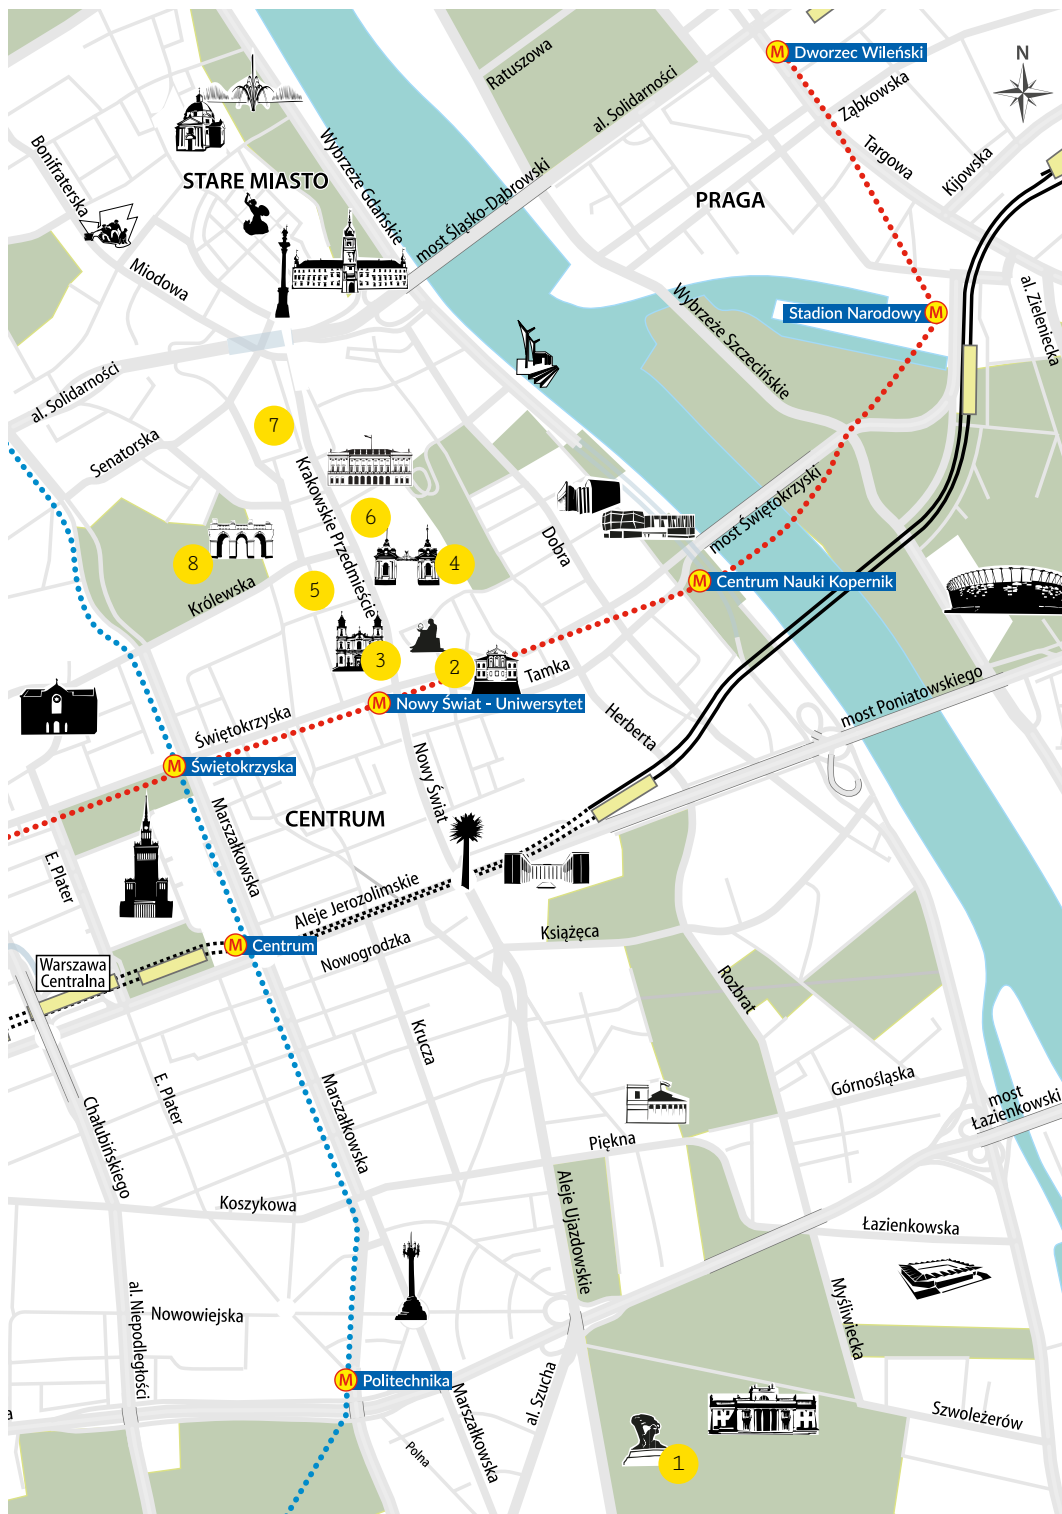 M Dworzec Wileński
N
Ratuszowa
al. Solidarności
Ząbkowska
Targowa
Kijowska
Bonifraterska
Wybrzeże Gdańskie
STARE MIASTO
PRAGA
most Śląsko-Dąbrowski
Miodowa
al. Zieleniecka
Wybrzeże Szczecińskie
Stadion Narodowy M
al. Solidarności
7
Senatorska
Krakowskie Przedmieście
6
most Świętokrzyski
Dobra
8
4
5
Królewska
M Centrum Nauki Kopernik
3
2
Tamka
M Nowy Świat - Uniwersytet
most Poniatowskiego
Herberta
Świętokrzyska
M Świętokrzyska
Nowy Świat
Marszałkowska
CENTRUM
E. Plater
Aleje Jerozolimskie
M Centrum
Nowogrodzka
Książęca
Warszawa
Centralna
Rozbrat
Krucza
E. Plater
Górnośląska
most
Łazienkowski
Chałubińskiego
Marszałkowska
Piękna
Koszykowa
Aleje Ujazdowskie
Łazienkowska
al. Niepodległości
Nowowiejska
Myśliwiecka
M Politechnika
al. Szucha
Marszałkowska
Szwoleżerów
a
Polna
1